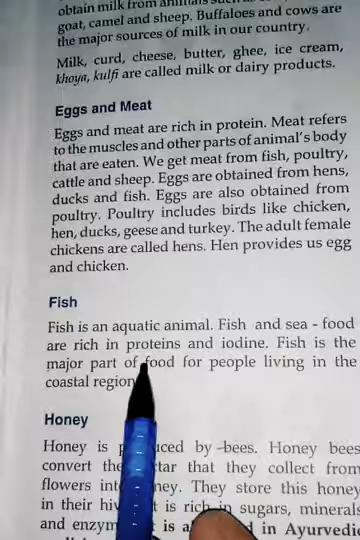 obtain milk from animals such as
goat, camel and sheep. Buffaloes and cows are
the major sources of milk in our country.
Milk, curd, cheese, butter, ghee, ice cream,
khoya, kulfi are called milk or dairy products.
Eggs and Meat
Eggs and meat are rich in protein. Meat refers
to the muscles and other parts of animal's body
that are eaten. We get meat from fish, poultry,
cattle and sheep. Eggs are obtained from hens,
ducks and fish. Eggs are also obtained from
poultry. Poultry includes birds like chicken,
hen, ducks, geese and turkey. The adult female
chickens are called hens. Hen provides us egg
and chicken.
Fish
Fish is an aquatic animal. Fish and sea - food
are rich in proteins and iodine. Fish is the
major part of food for people living in the
coastal region
Honey
Honey is by bees. Honey bees
convert the that they collect from
flowers They store this honey
in their is rich in sugars, minerals
and is a in Ayurvedic